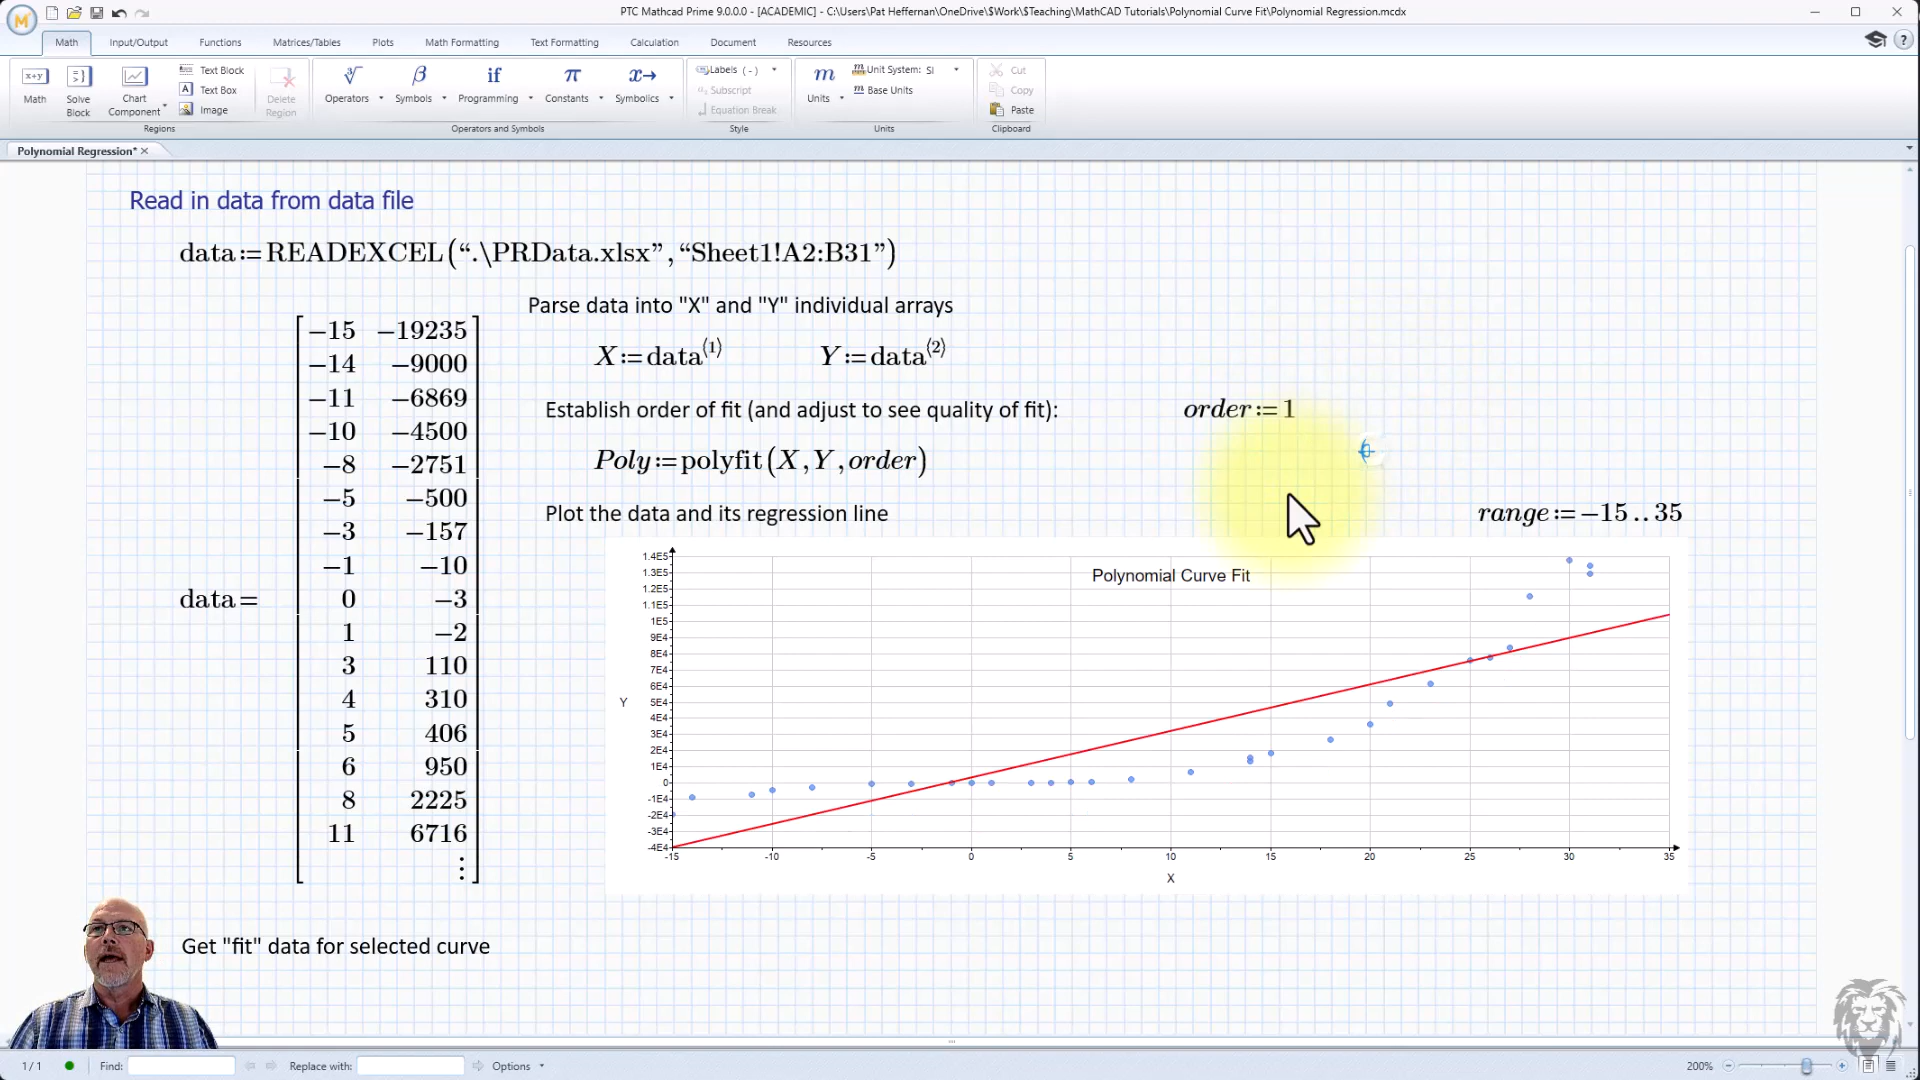 PTC Mathcad Prime 9.0.0.0 - [ACADEMIC] - C:\Users\Pat Heffernan\OneDrive\$Work\$Teaching\MathCAD Tutorials\Polynomial Curve Fit\Polynomial Regression.mcdx
Math Input/Output Functions Matrices/Tables Plots Math Formatting Text Formatting Calculation Document Resources
Math
Solve Block
Chart Component
Text Block
Text Box
Image
Delete Region
Regions
Operators Symbols Programming Constants Symbolics
Operators and Symbols
Labels (-)
Subscript
Equation Break
Style
Units
Unit System: SI
Base Units
Units
Cut
Copy
Paste
Clipboard
Polynomial Regression*
Read in data from data file
data:=READEXCEL(“.\PRData.xlsx”,“Sheet1!A2:B31”)
Parse data into "X" and "Y" individual arrays
X:=data⟨1⟩ Y:=data⟨2⟩
Establish order of fit (and adjust to see quality of fit): order:=1
Poly:=polyfit(X,Y,order)
Plot the data and its regression line range:=−15..35
data=
−15 −19235
−14 −9000
−11 −6869
−10 −4500
−8 −2751
−5 −500
−3 −157
−1 −10
0 −3
1 −2
3 110
4 310
5 406
6 950
8 2225
11 6716
⋮
Polynomial Curve Fit
1.4E5
1.3E5
1.2E5
1.1E5
1E5
9E4
8E4
7E4
6E4
5E4
4E4
3E4
2E4
1E4
0
-1E4
-2E4
-3E4
-4E4
Y
-15 -10 -5 0 5 10 15 20 25 30 35
X
Get "fit" data for selected curve
1 / 1 Find: Replace with: Options 200%